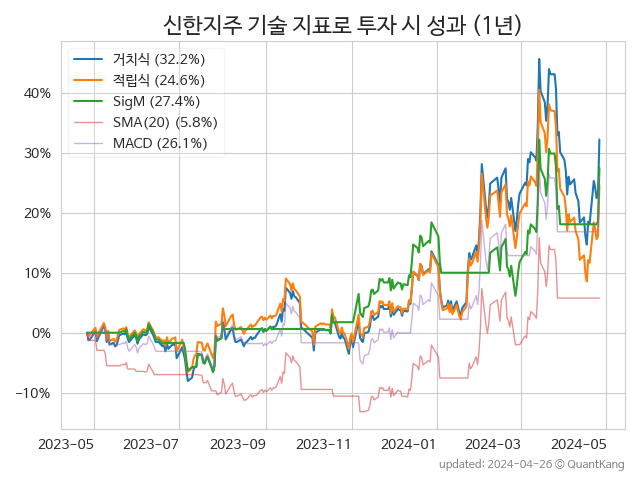 신한지주 기술 지표로 투자 시 성과 (1년)
거치식 (32.2%)
적립식 (24.6%)
SigM (27.4%)
SMA(20) (5.8%)
MACD (26.1%)
40%
30%
20%
10%
0%
−10%
2023-05 2023-07 2023-09 2023-11 2024-01 2024-03 2024-05
updated: 2024-04-26 © QuantKang